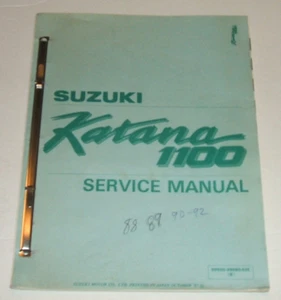 SUZUKI
Katana
1100
SERVICE MANUAL
88 89 90-92